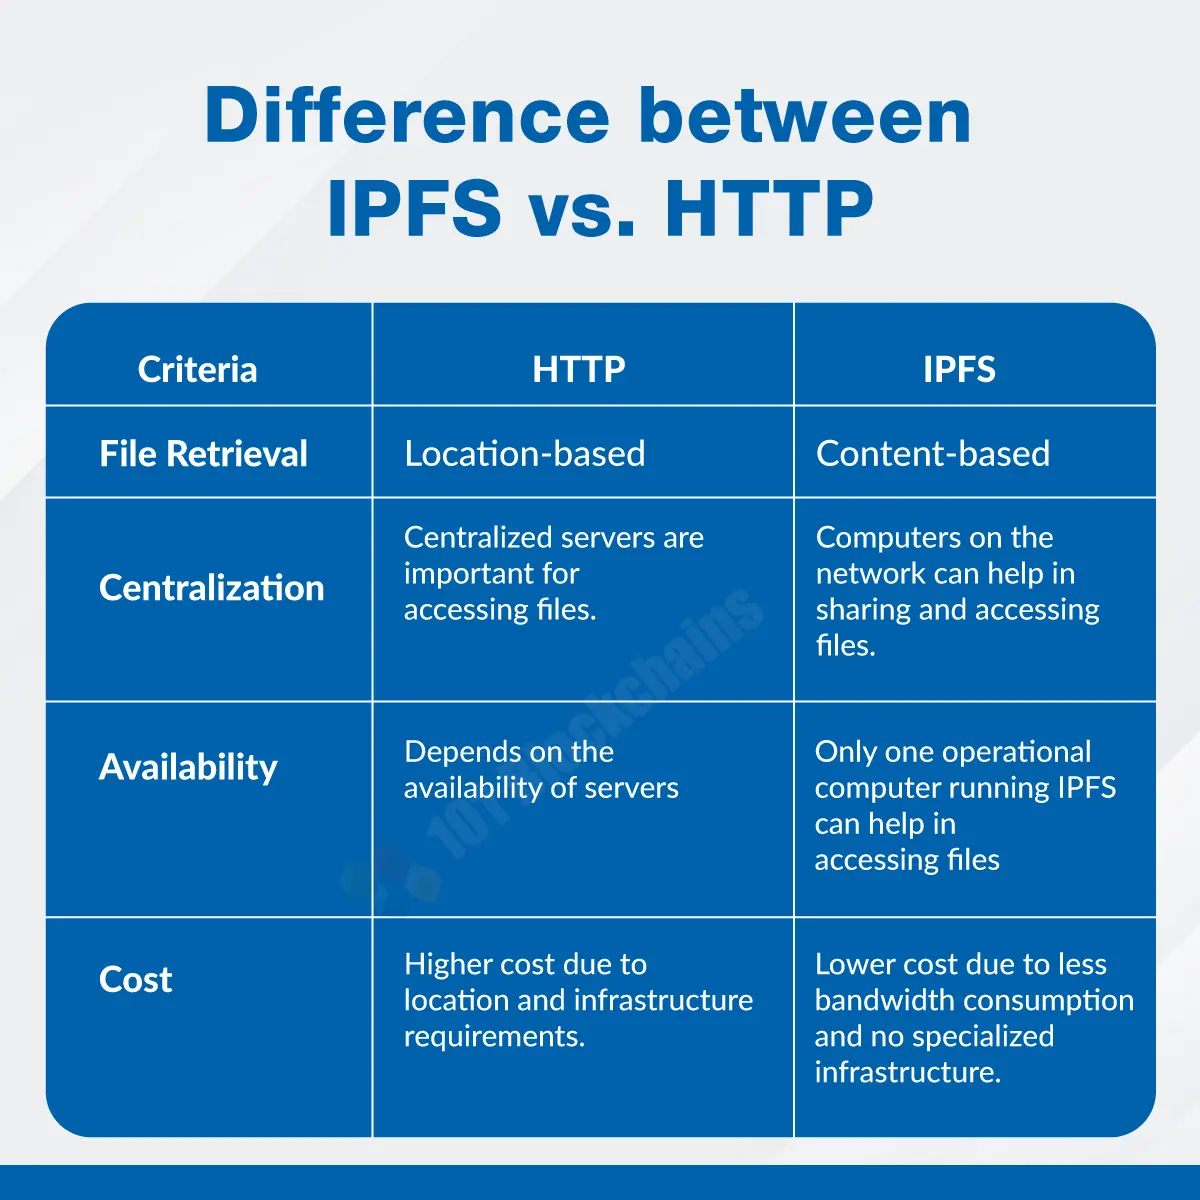 Difference between
IPFS vs. HTTP
Criteria
HTTP
IPFS
File Retrieval
Location-based
Content-based
Centralization
Centralized servers are
important for
accessing files.
Computers on the
network can help in
sharing and accessing
files.
Availability
Depends on the
availability of servers
Only one operational
computer running IPFS
can help in
accessing files
Cost
Higher cost due to
location and infrastructure
requirements.
Lower cost due to less
bandwidth consumption
and no specialized
infrastructure.
101 Blockchains